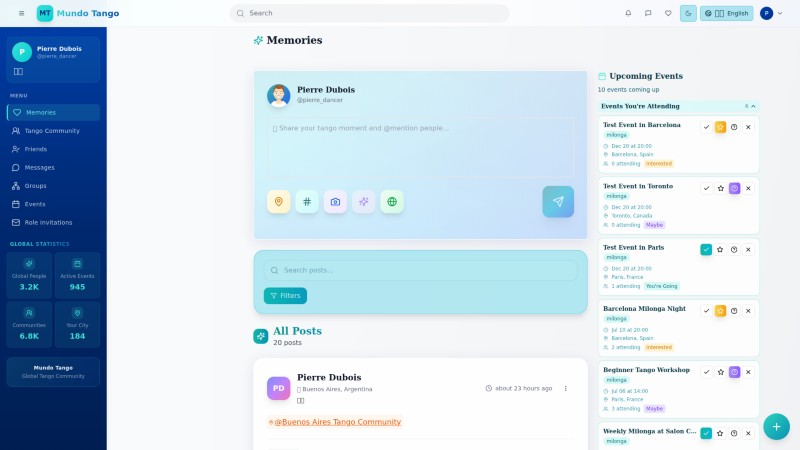 MT Mundo Tango
Search
English
P
P
Pierre Dubois
@pierre_dancer
MENU
Memories
Tango Community
Friends
Messages
Groups
Events
Role Invitations
GLOBAL STATISTICS
Global People
3.2K
Active Events
945
Communities
6.8K
Your City
184
Mundo Tango
Global Tango Community
Memories
Pierre Dubois
@pierre_dancer
Share your tango moment and @mention people...
Search posts...
Filters
All Posts
20 posts
PD
Pierre Dubois
Buenos Aires, Argentina
about 23 hours ago
@Buenos Aires Tango Community
Upcoming Events
10 events coming up
Events You're Attending
6
Test Event in Barcelona
milonga
Dec 20 at 20:00
Barcelona, Spain
0 attending Interested
Test Event in Toronto
milonga
Dec 20 at 20:00
Toronto, Canada
0 attending Maybe
Test Event in Paris
milonga
Dec 20 at 20:00
Paris, France
1 attending You're Going
Barcelona Milonga Night
milonga
Jul 10 at 20:00
Barcelona, Spain
2 attending Interested
Beginner Tango Workshop
milonga
Jul 06 at 14:00
Paris, France
3 attending Maybe
Weekly Milonga at Salon C...
milonga